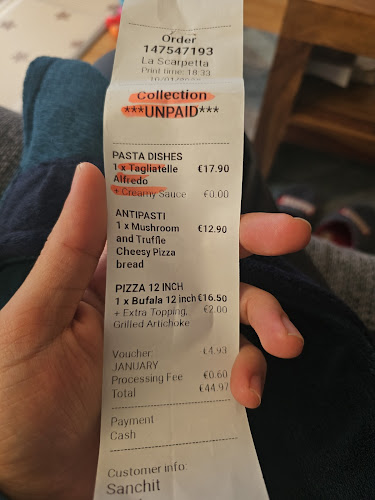 Order
147547193
La Scarpetta
Print time: 18:33
Collection
***UNPAID***
PASTA DISHES
1 x Tagliatelle €17.90
Alfredo
+ Creamy Sauce €0.00
ANTIPASTI
1 x Mushroom €12.90
and Truffle
Cheesy Pizza
bread
PIZZA 12 INCH
1 x Bufala 12 inch €16.50
+ Extra Topping, €2.00
Grilled Artichoke
Voucher: €4.93
JANUARY
Processing Fee €0.60
Total €44.97
Payment
Cash
Customer info:
Sanchit